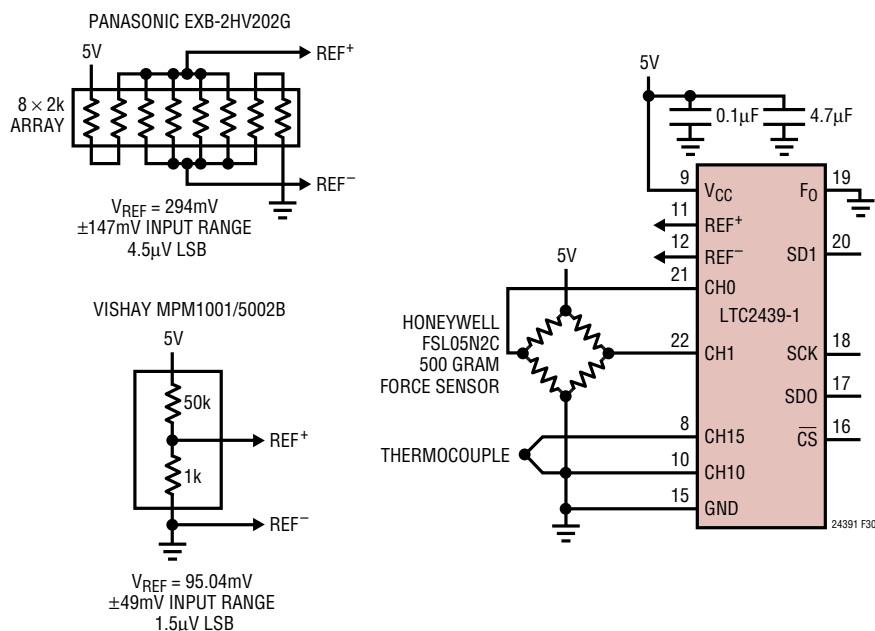 PANASONIC EXB-2HV202G
5V
REF+
8 × 2k
ARRAY
REF–
VREF = 294mV
±147mV INPUT RANGE
4.5µV LSB
VISHAY MPM1001/5002B
5V
50k
REF+
1k
REF–
VREF = 95.04mV
±49mV INPUT RANGE
1.5µV LSB
5V
0.1µF
4.7µF
9
VCC
FO
19
11
REF+
12
REF–
SD1
20
5V
21
CH0
LTC2439-1
HONEYWELL
FSL05N2C
500 GRAM
FORCE SENSOR
22
CH1
SCK
18
SDO
17
CS
16
THERMOCOUPLE
8
CH15
10
CH10
15
GND
24391 F30